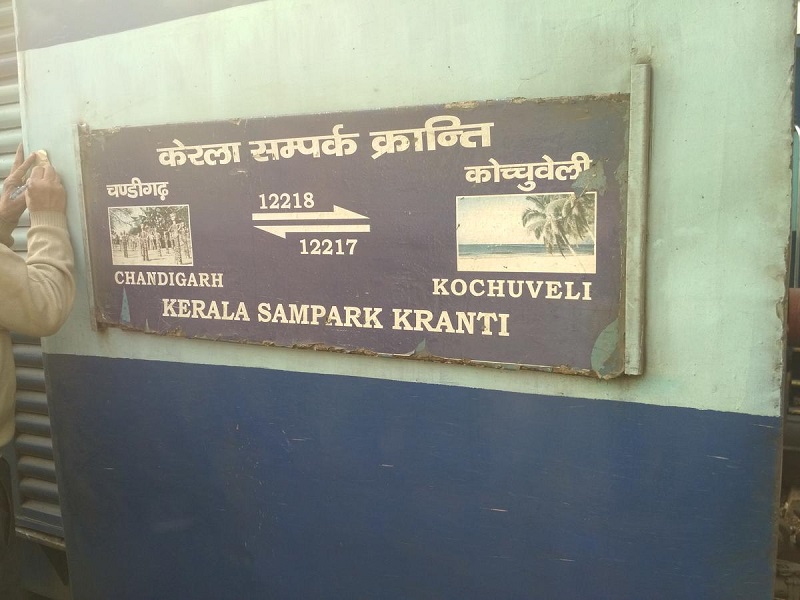 केरला सम्पर्क क्रान्ति
चण्डीगढ़
कोच्चुवेली
12218
12217
CHANDIGARH
KOCHUVELI
KERALA SAMPARK KRANTI